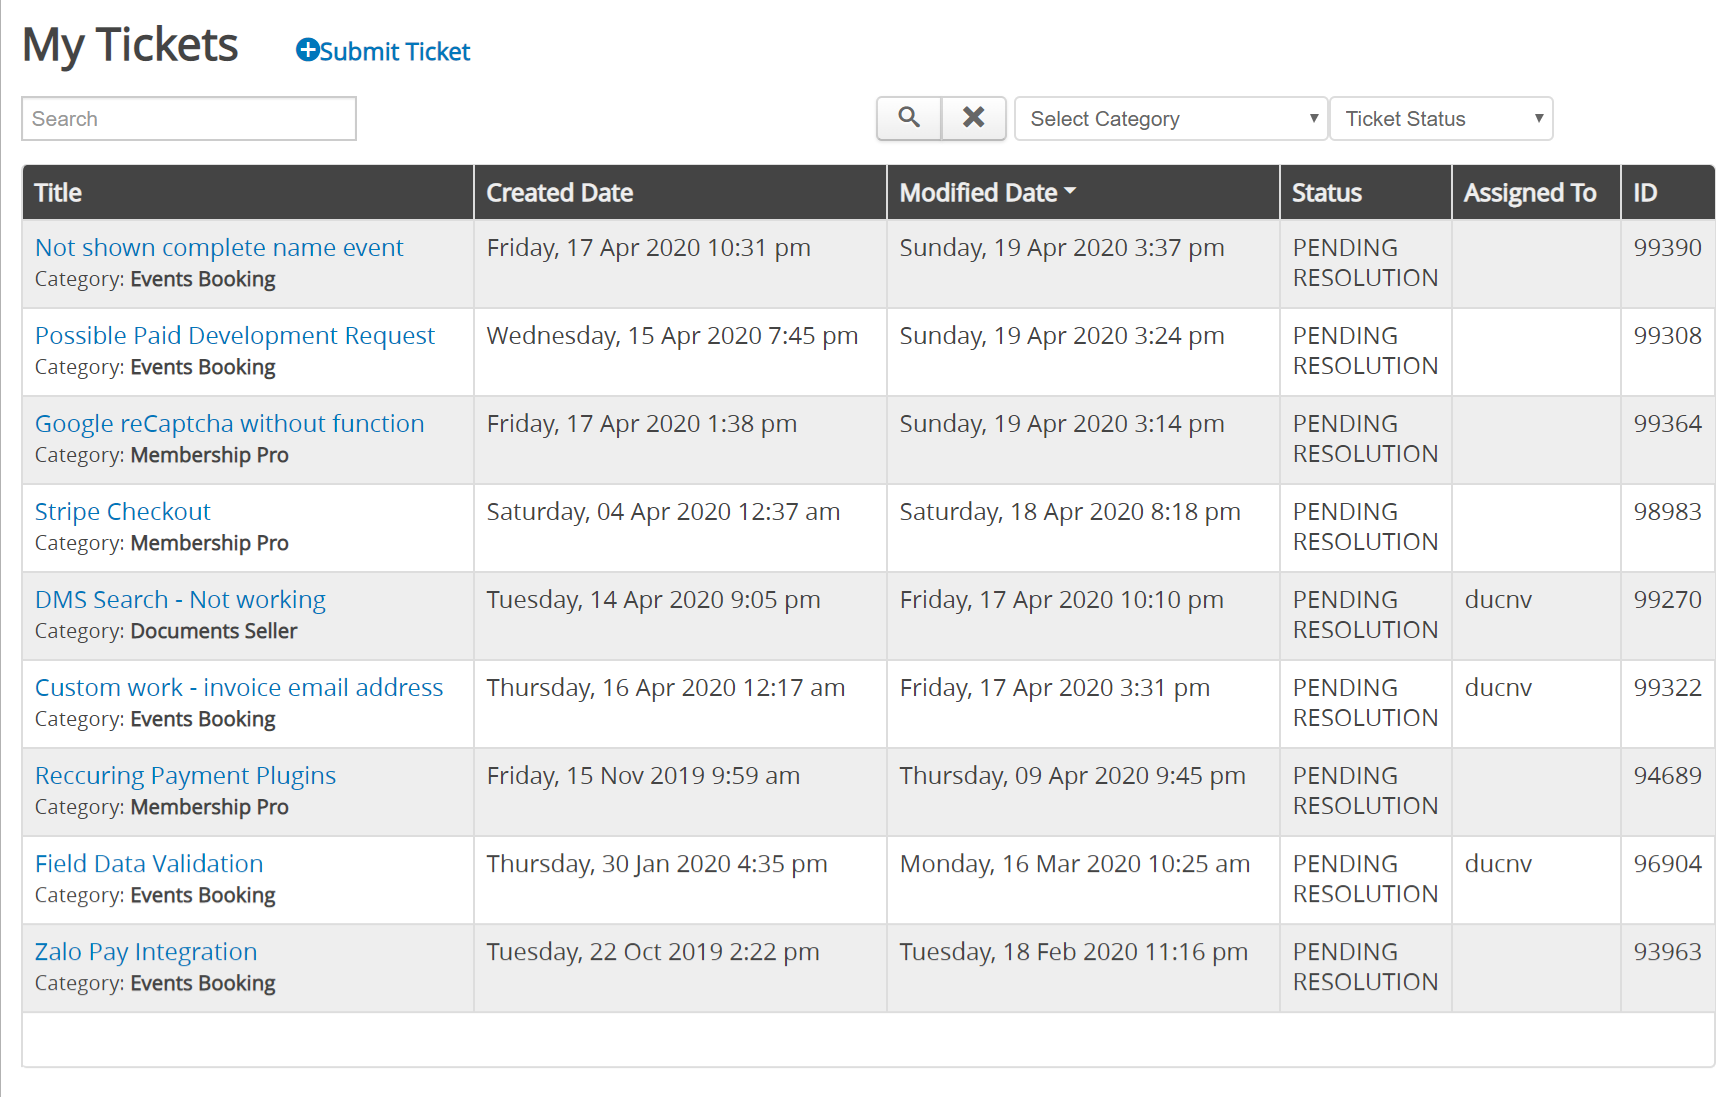 My Tickets
Submit Ticket
Search
Select Category
Ticket Status
Title Created Date Modified Date Status Assigned To ID
Not shown complete name event Friday, 17 Apr 2020 10:31 pm Sunday, 19 Apr 2020 3:37 pm PENDING 99390
Category: Events Booking RESOLUTION
Possible Paid Development Request Wednesday, 15 Apr 2020 7:45 pm Sunday, 19 Apr 2020 3:24 pm PENDING 99308
Category: Events Booking RESOLUTION
Google reCaptcha without function Friday, 17 Apr 2020 1:38 pm Sunday, 19 Apr 2020 3:14 pm PENDING 99364
Category: Membership Pro RESOLUTION
Stripe Checkout Saturday, 04 Apr 2020 12:37 am Saturday, 18 Apr 2020 8:18 pm PENDING 98983
Category: Membership Pro RESOLUTION
DMS Search - Not working Tuesday, 14 Apr 2020 9:05 pm Friday, 17 Apr 2020 10:10 pm PENDING ducnv 99270
Category: Documents Seller RESOLUTION
Custom work - invoice email address Thursday, 16 Apr 2020 12:17 am Friday, 17 Apr 2020 3:31 pm PENDING ducnv 99322
Category: Events Booking RESOLUTION
Reccuring Payment Plugins Friday, 15 Nov 2019 9:59 am Thursday, 09 Apr 2020 9:45 pm PENDING 94689
Category: Membership Pro RESOLUTION
Field Data Validation Thursday, 30 Jan 2020 4:35 pm Monday, 16 Mar 2020 10:25 am PENDING ducnv 96904
Category: Events Booking RESOLUTION
Zalo Pay Integration Tuesday, 22 Oct 2019 2:22 pm Tuesday, 18 Feb 2020 11:16 pm PENDING 93963
Category: Events Booking RESOLUTION